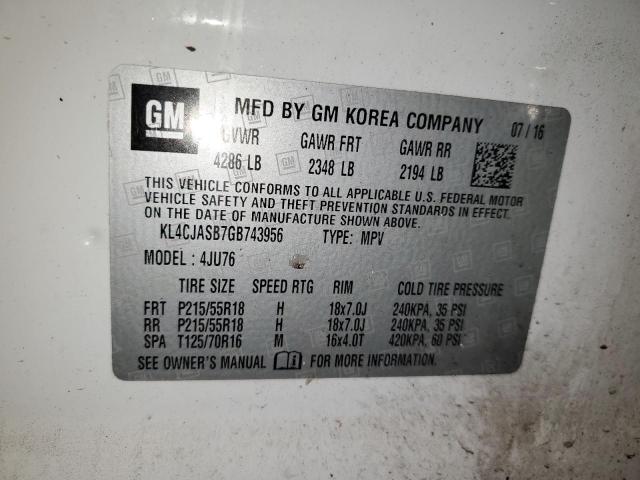 GM MFD BY GM KOREA COMPANY 07 / 16
GVWR GAWR FRT GAWR RR
4286 LB 2348 LB 2194 LB
THIS VEHICLE CONFORMS TO ALL APPLICABLE U.S. FEDERAL MOTOR
VEHICLE SAFETY AND THEFT PREVENTION STANDARDS IN EFFECT
ON THE DATE OF MANUFACTURE SHOWN ABOVE.
KL4CJASB7GB743956 TYPE: MPV
MODEL : 4JU76
TIRE SIZE SPEED RTG RIM COLD TIRE PRESSURE
FRT P215/55R18 H 18x7.0J 240KPA, 35 PSI
RR P215/55R18 H 18x7.0J 240KPA, 35 PSI
SPA T125/70R16 M 16x4.0T 420KPA, 60 PSI
SEE OWNER'S MANUAL FOR MORE INFORMATION.